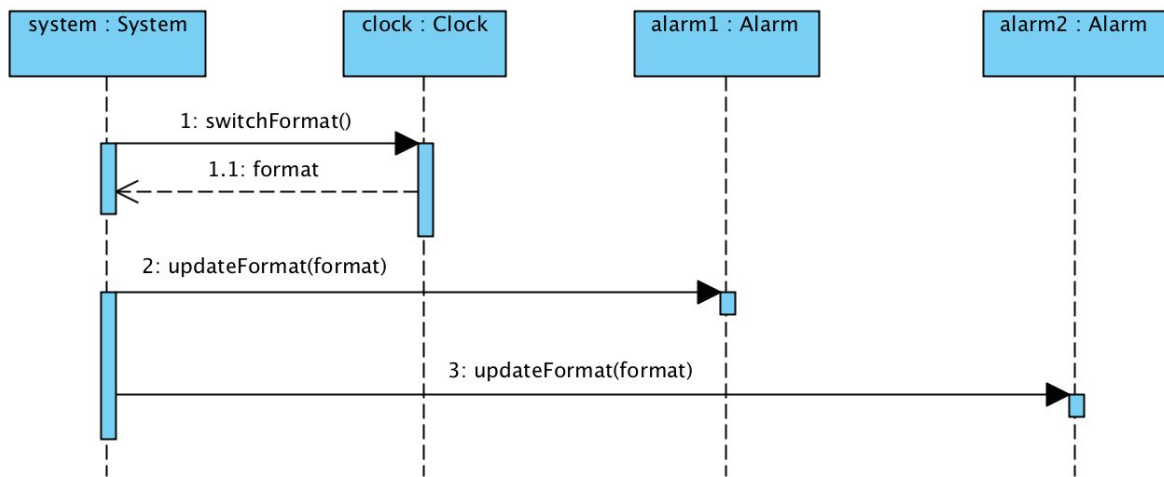 system : System
clock : Clock
alarm1 : Alarm
alarm2 : Alarm
1: switchFormat()
1.1: format
2: updateFormat(format)
3: updateFormat(format)